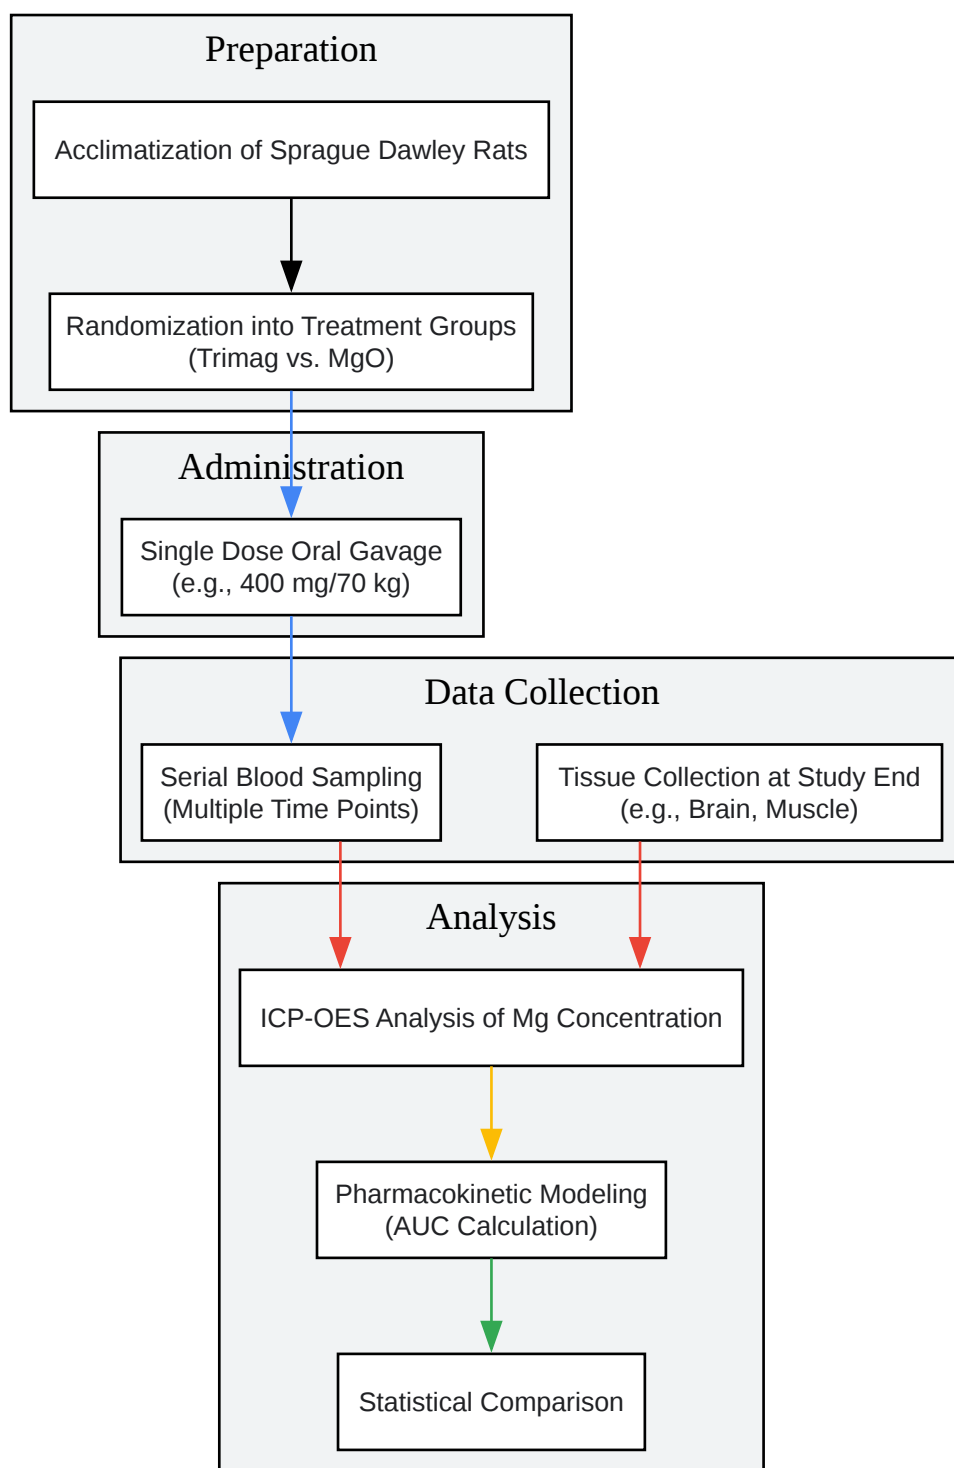 Preparation
Acclimatization of Sprague Dawley Rats
Randomization into Treatment Groups
(Trimag vs. MgO)
Administration
Single Dose Oral Gavage
(e.g., 400 mg/70 kg)
Data Collection
Serial Blood Sampling
(Multiple Time Points)
Tissue Collection at Study End
(e.g., Brain, Muscle)
Analysis
ICP-OES Analysis of Mg Concentration
Pharmacokinetic Modeling
(AUC Calculation)
Statistical Comparison